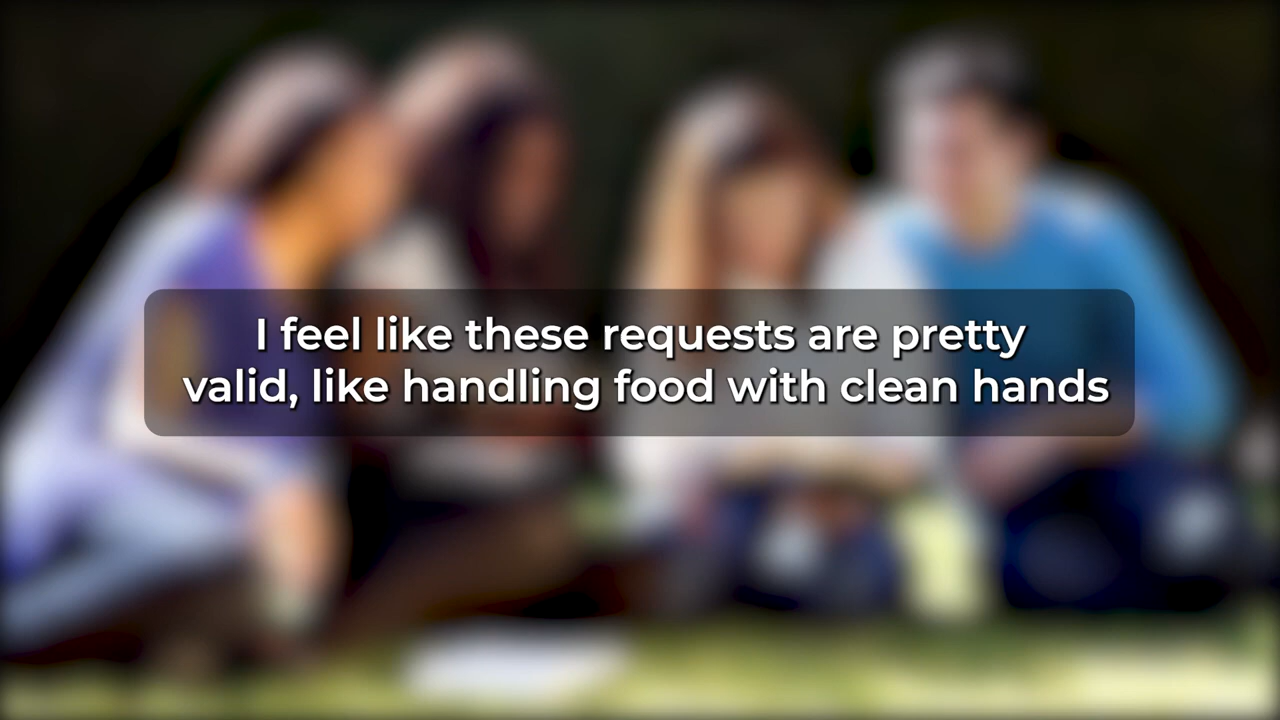 I feel like these requests are pretty
valid, like handling food with clean hands